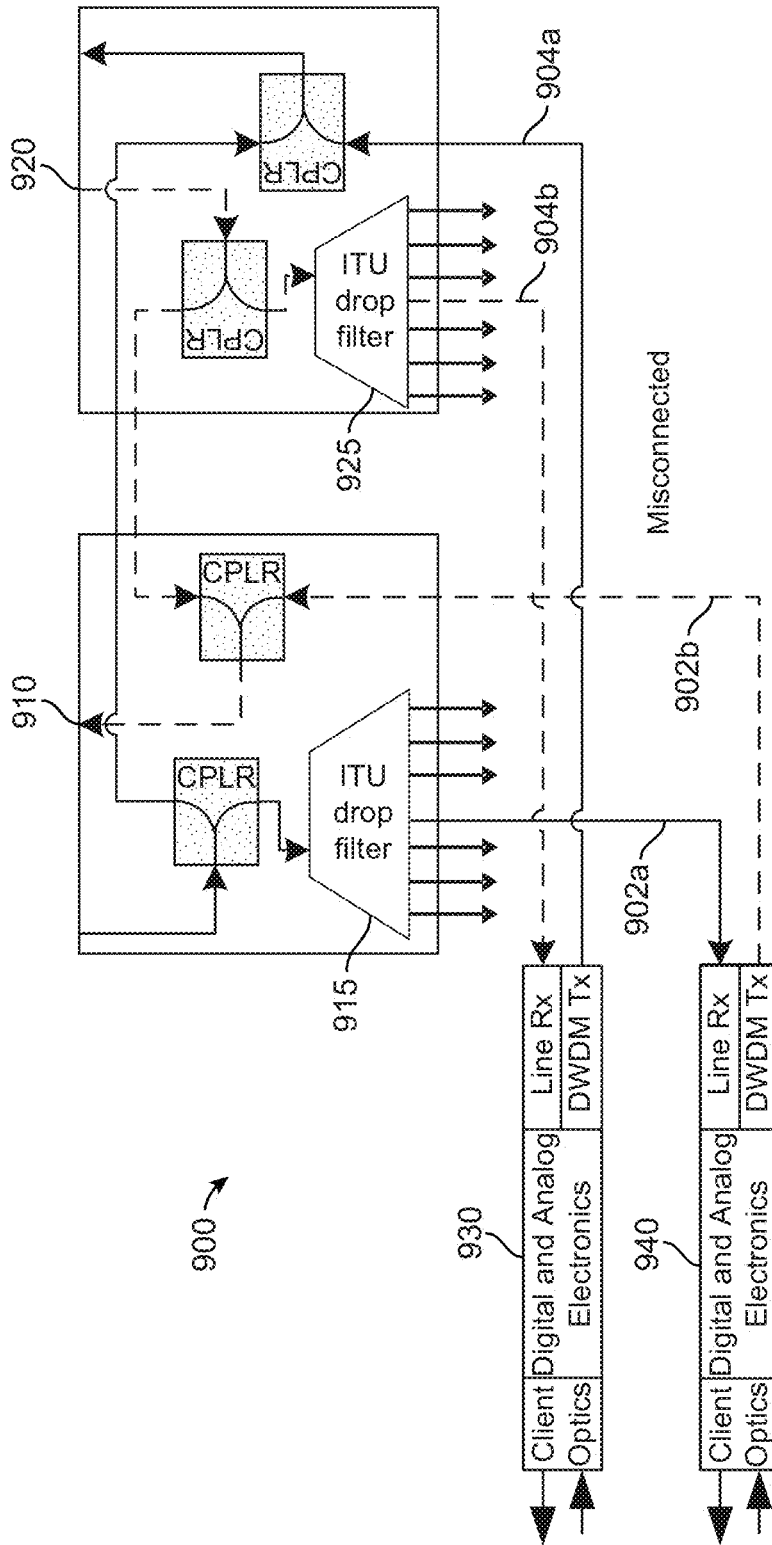 900
910
CPLR
CPLR
ITU
drop
filter
915
920
CPLR
CPLR
ITU
drop
filter
925
904a
904b
Misconnected
902a
902b
930
Client
Optics
Digital and Analog
Electronics
Line Rx
DWDM Tx
940
Client
Optics
Digital and Analog
Electronics
Line Rx
DWDM Tx